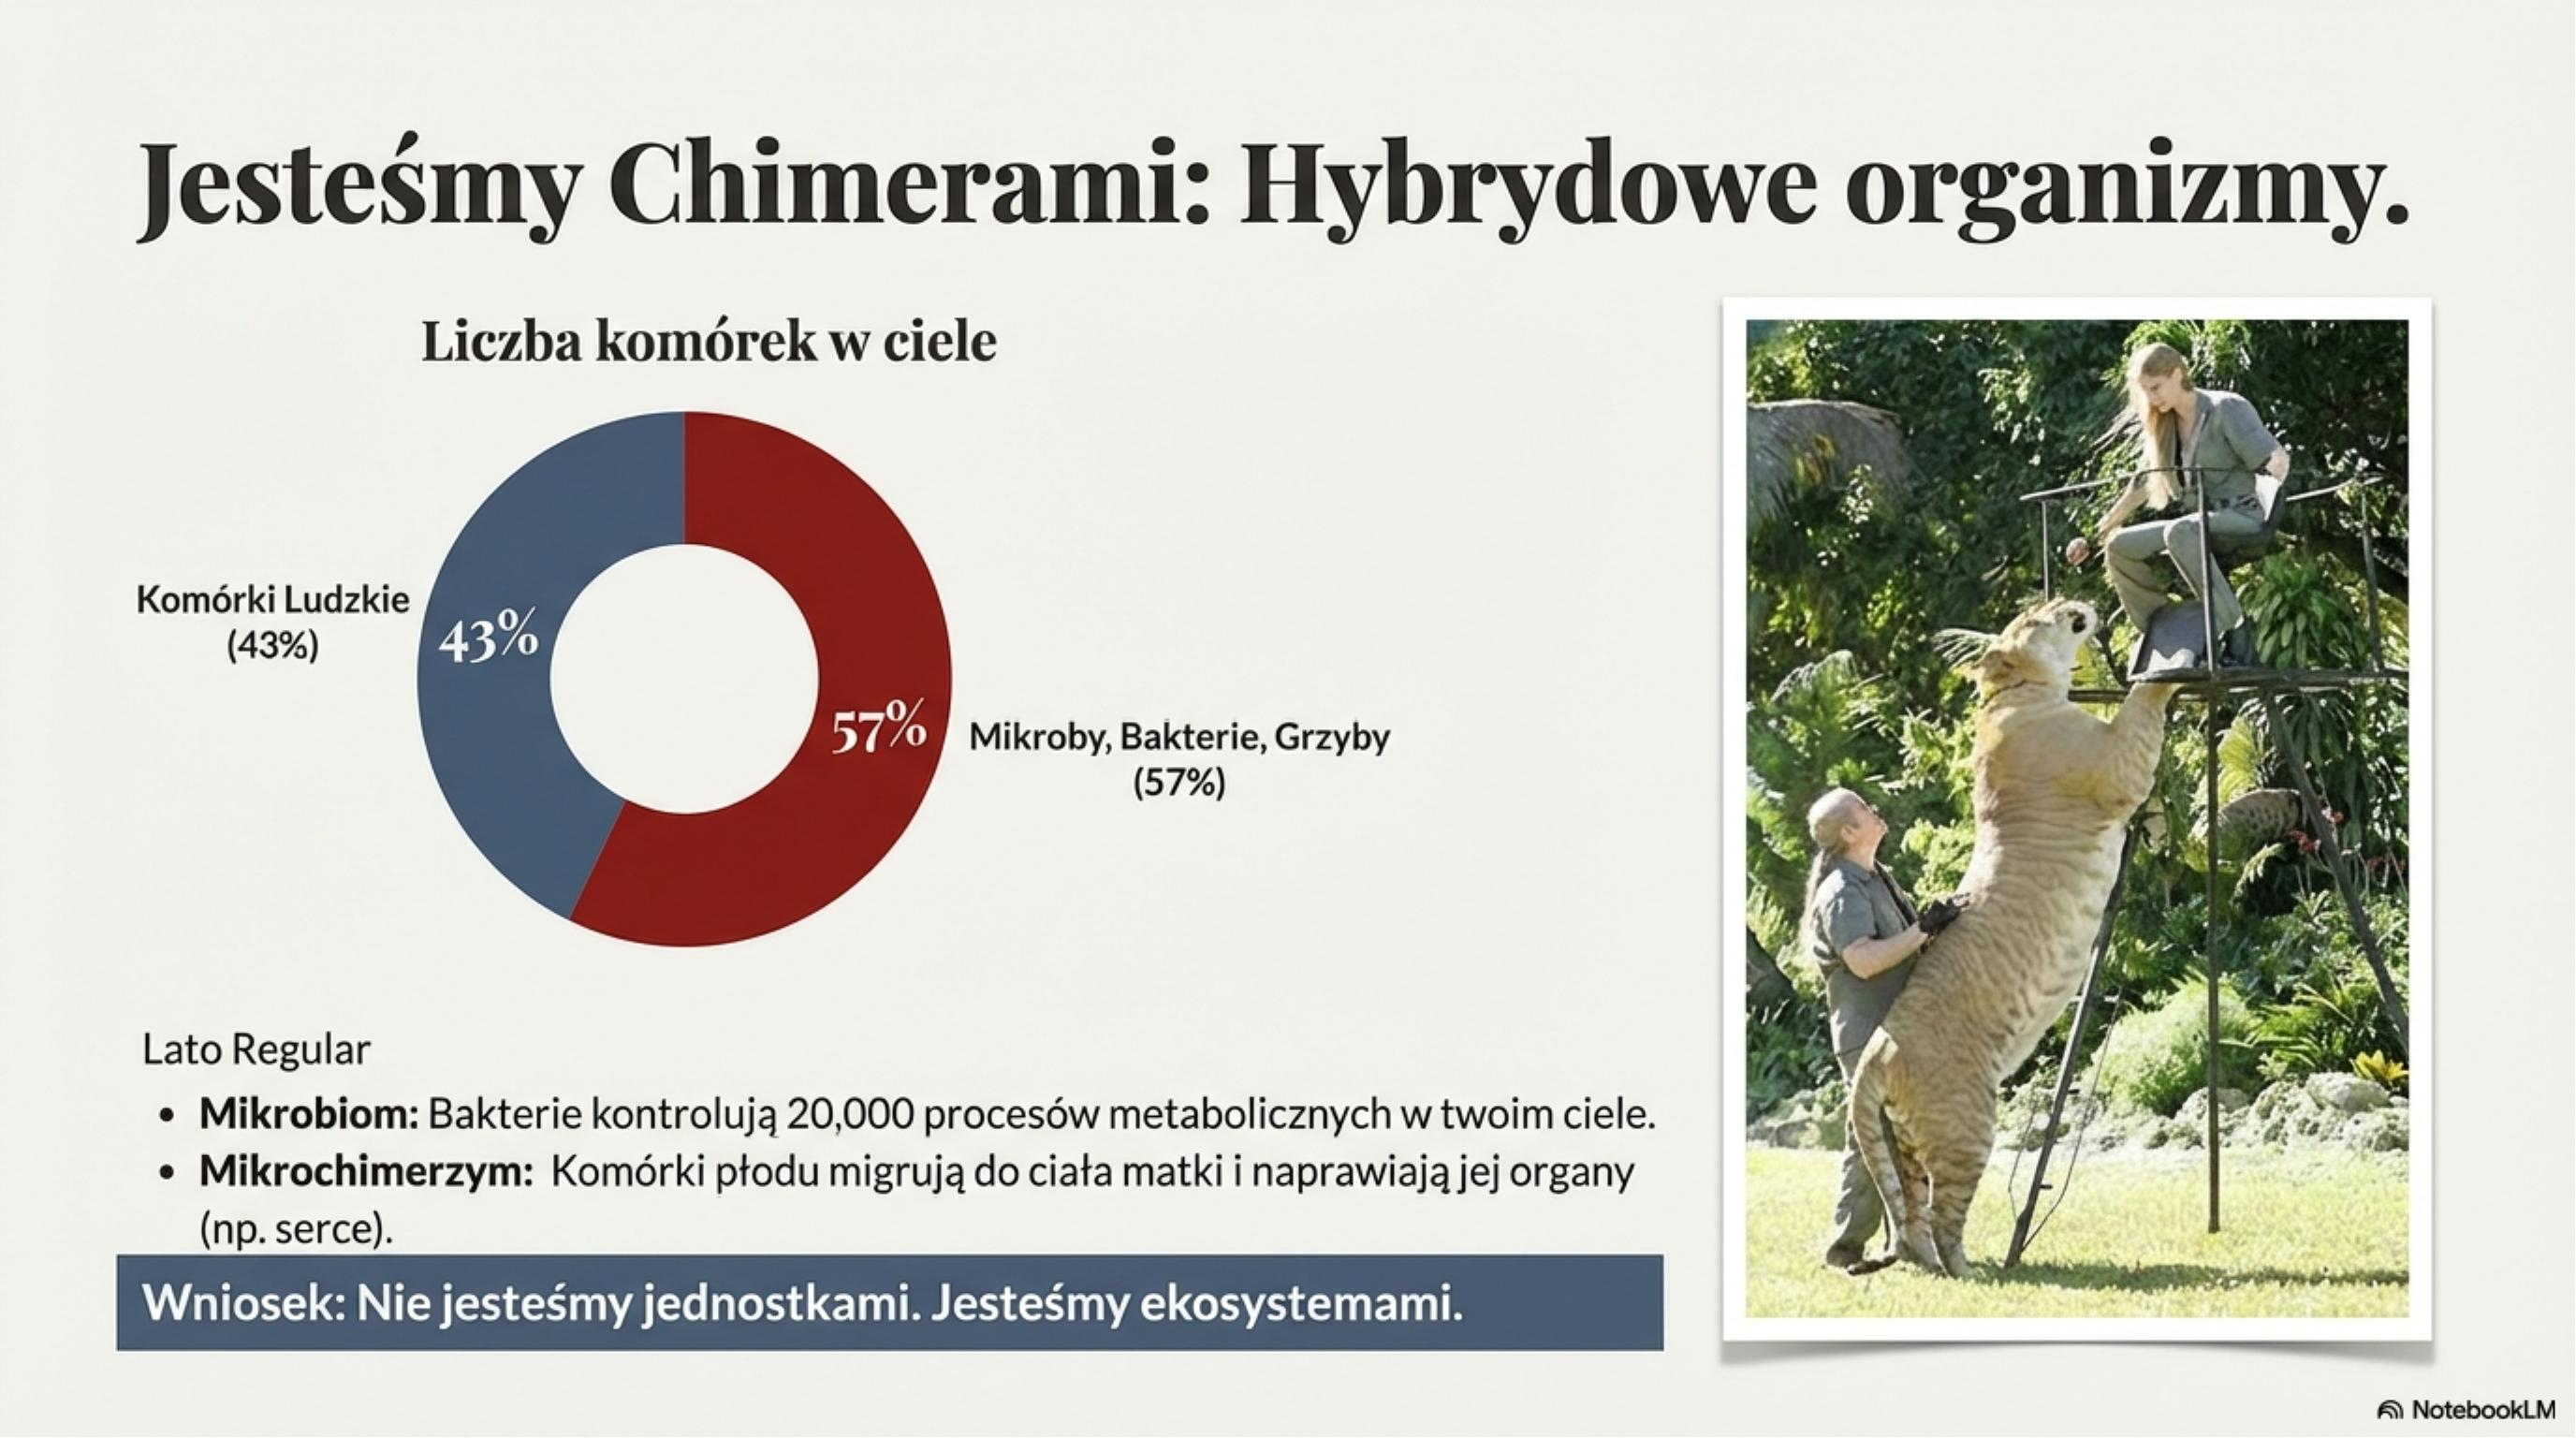 Jesteśmy Chimerami: Hybrydowe organizmy.
Liczba komórek w ciele
Komórki Ludzkie
(43%)
43%
57%
Mikroby, Bakterie, Grzyby
(57%)
Lato Regular
• Mikrobiom: Bakterie kontrolują 20,000 procesów metabolicznych w twoim ciele.
• Mikrochimerzym: Komórki płodu migrują do ciała matki i naprawiają jej organy
(np. serce).
Wniosek: Nie jesteśmy jednostkami. Jesteśmy ekosystemami.
NotebookLM